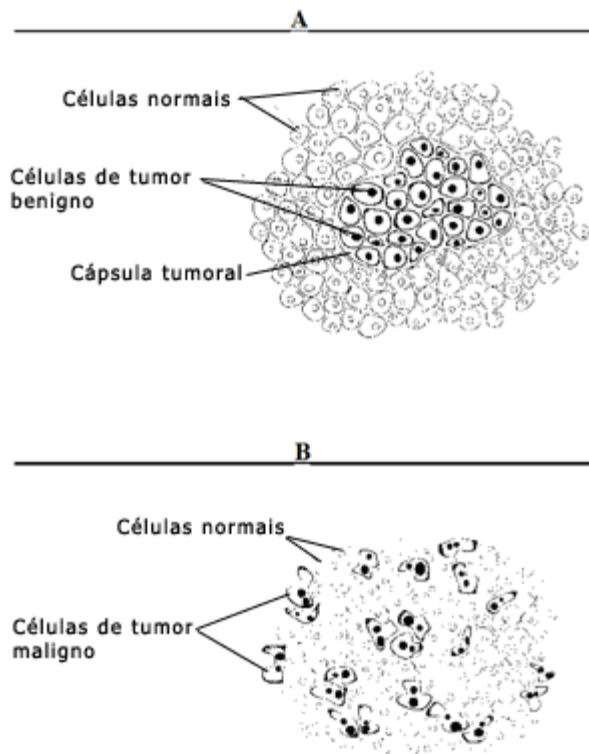 A
Células normais
Células de tumor
benigno
Cápsula tumoral
B
Células normais
Células de tumor
maligno